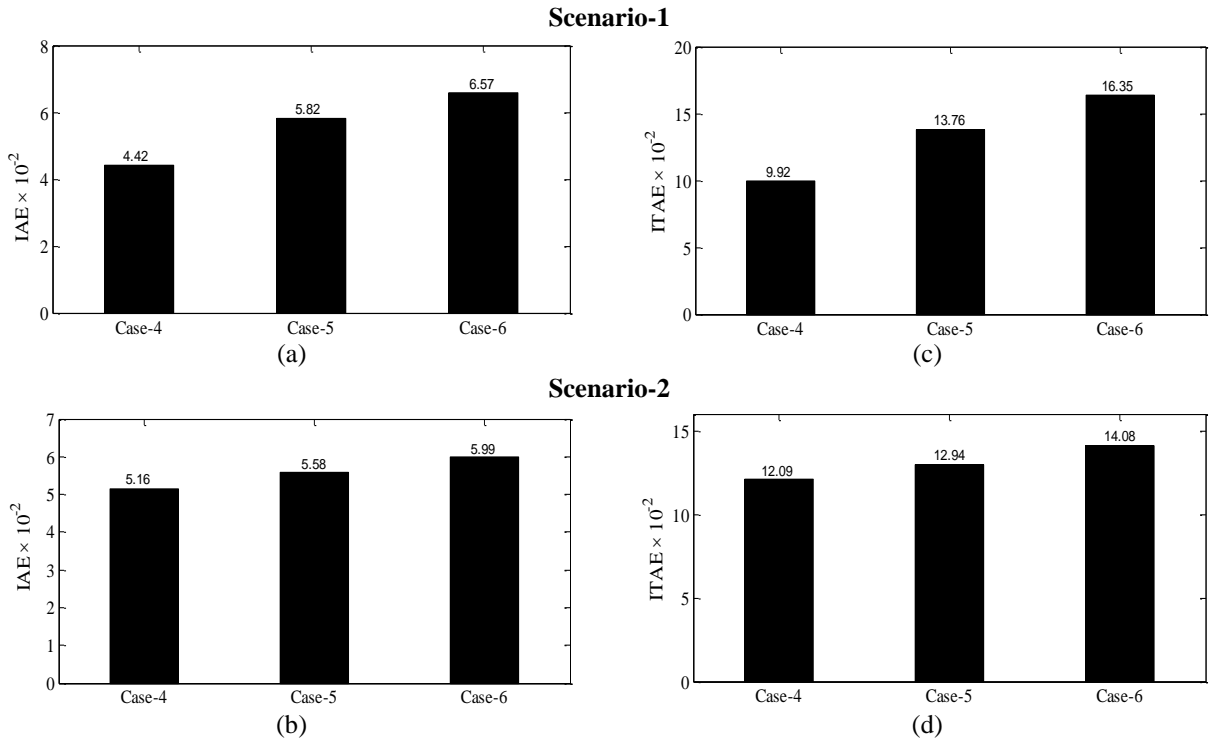 Scenario-1
8
6
4
2
0
IAE × 10⁻²
4.42
5.82
6.57
Case-4
Case-5
Case-6
(a)
20
15
10
5
0
ITAE × 10⁻²
9.92
13.76
16.35
Case-4
Case-5
Case-6
(c)
Scenario-2
7
6
5
4
3
2
1
0
IAE × 10⁻²
5.16
5.58
5.99
Case-4
Case-5
Case-6
(b)
15
10
5
0
ITAE × 10⁻²
12.09
12.94
14.08
Case-4
Case-5
Case-6
(d)